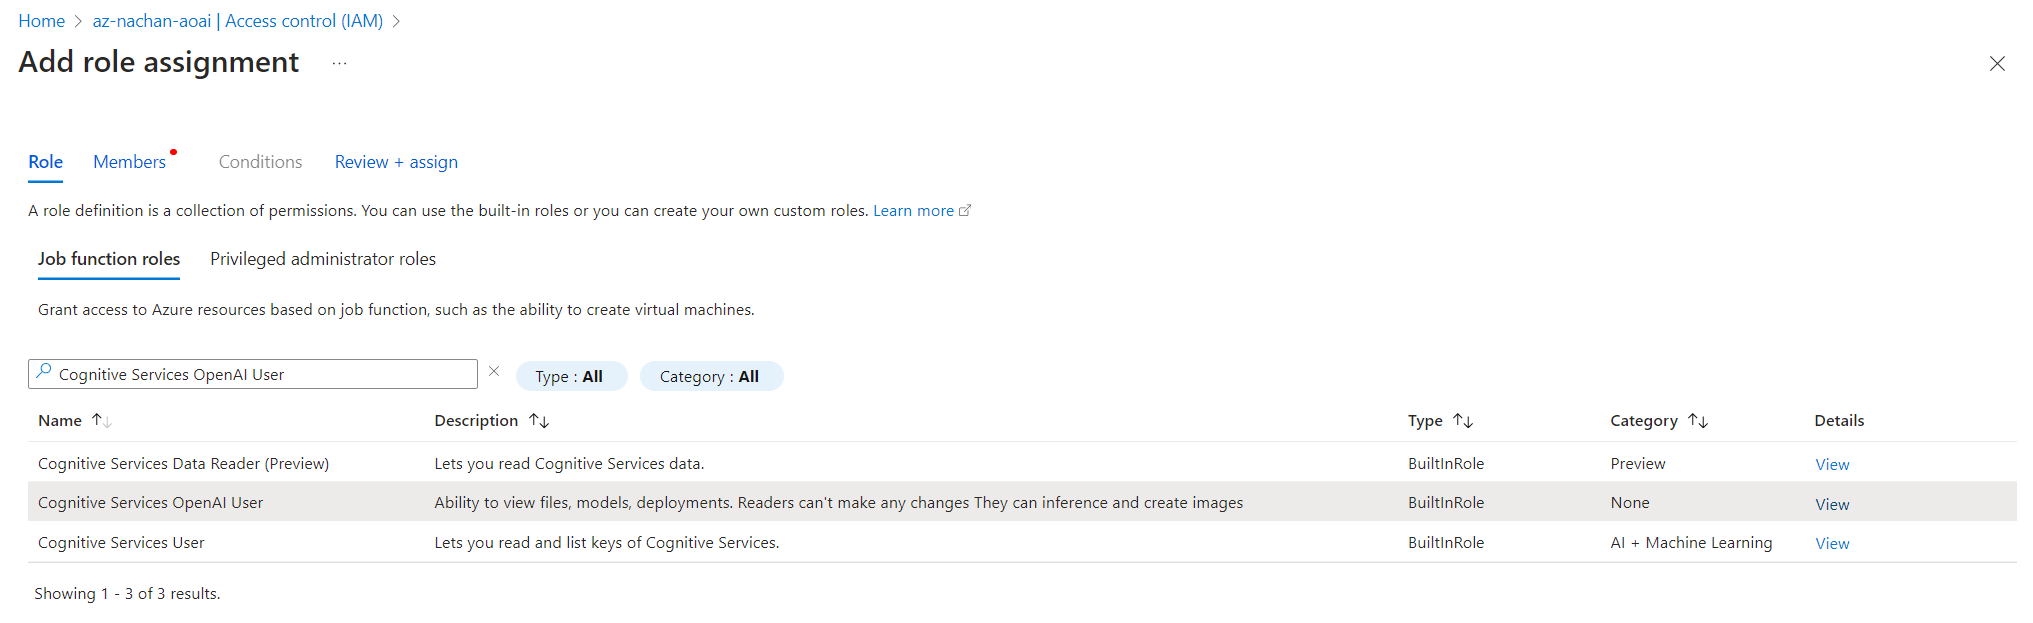 Home > az-nachan-aoai | Access control (IAM) >
Add role assignment ...
Role Members Conditions Review + assign
A role definition is a collection of permissions. You can use the built-in roles or you can create your own custom roles. Learn more
Job function roles Privileged administrator roles
Grant access to Azure resources based on job function, such as the ability to create virtual machines.
Cognitive Services OpenAI User Type : All Category : All
Name Description Type Category Details
Cognitive Services Data Reader (Preview) Lets you read Cognitive Services data. BuiltInRole Preview View
Cognitive Services OpenAI User Ability to view files, models, deployments. Readers can't make any changes They can inference and create images BuiltInRole None View
Cognitive Services User Lets you read and list keys of Cognitive Services. BuiltInRole AI + Machine Learning View
Showing 1 - 3 of 3 results.